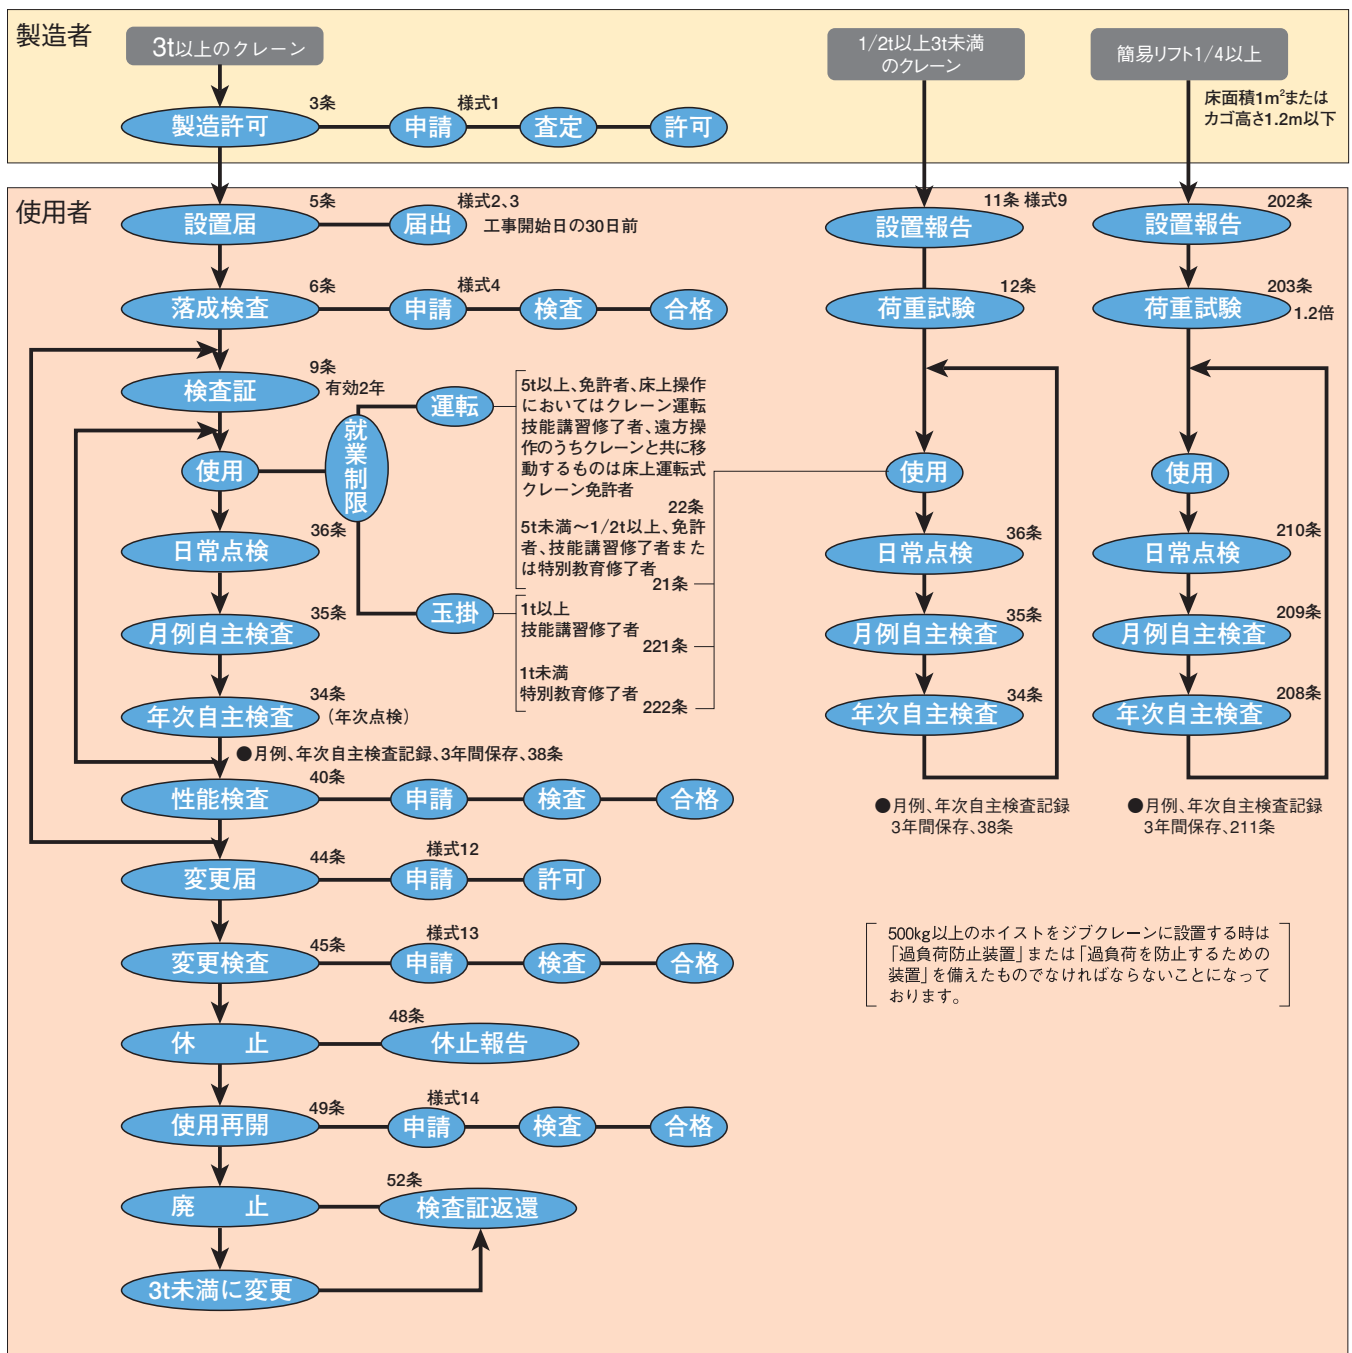 製造者
3t以上のクレーン
3条
製造許可
様式1
申請
査定
許可
1/2t以上3t未満
のクレーン
簡易リフト1/4以上
床面積1m²または
カゴ高さ1.2m以下
使用者
5条
設置届
様式2、3
届出
工事開始日の30日前
6条
落成検査
様式4
申請
検査
合格
9条
検査証
有効2年
使用
就業制限
運転
5t以上、免許者、床上操作
においてはクレーン運転
技能講習修了者、遠方操
作のうちクレーンと共に移
動するものは床上運転式
クレーン免許者
22条
5t未満～1/2t以上、免許
者、技能講習修了者また
は特別教育修了者
21条
玉掛
1t以上
技能講習修了者
221条
1t未満
特別教育修了者
222条
36条
日常点検
35条
月例自主検査
34条
年次自主検査
(年次点検)
●月例、年次自主検査記録、3年間保存、38条
40条
性能検査
申請
検査
合格
44条
変更届
様式12
申請
許可
45条
変更検査
様式13
申請
検査
合格
休 止
48条
休止報告
49条
使用再開
様式14
申請
検査
合格
廃 止
52条
検査証返還
3t未満に変更
11条 様式9
設置報告
12条
荷重試験
使用
36条
日常点検
35条
月例自主検査
34条
年次自主検査
●月例、年次自主検査記録
3年間保存、38条
202条
設置報告
203条
荷重試験
1.2倍
使用
210条
日常点検
209条
月例自主検査
208条
年次自主検査
●月例、年次自主検査記録
3年間保存、211条
500kg以上のホイストをジブクレーンに設置する時は
「過負荷防止装置」または「過負荷を防止するための
装置」を備えたものでなければならないことになって
おります。